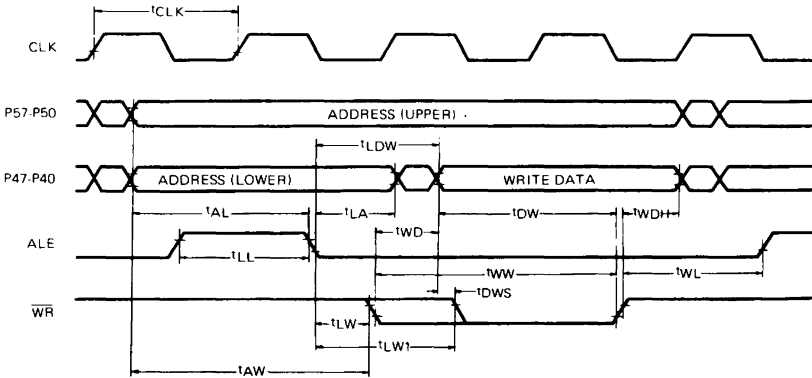 tCLK
CLK
P57-P50
ADDRESS (UPPER)
tLDW
P47-P40
ADDRESS (LOWER)
WRITE DATA
tAL
tLA
tDW
tWDH
tWD
ALE
tLL
tWW
tWL
tDWS
WR
tLW
tLW1
tAW